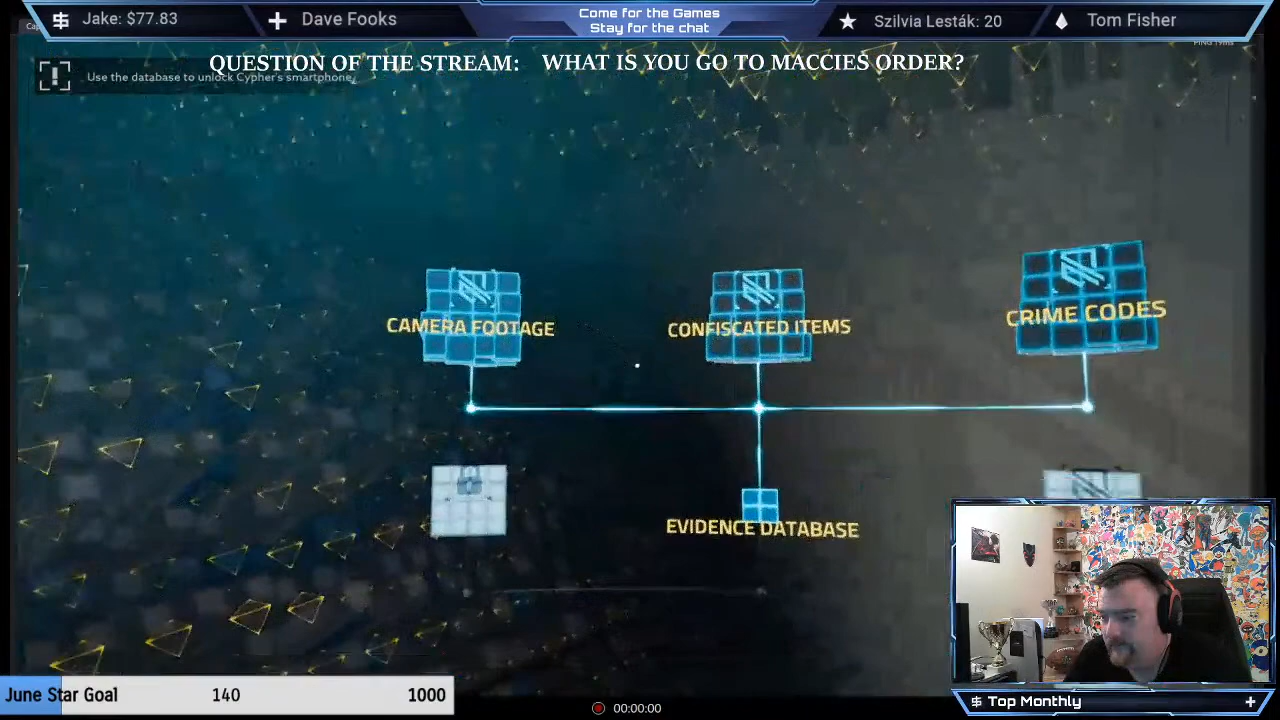 Jake: $77.83
Dave Fooks
Come for the Games
Stay for the chat
Szilvia Lesták: 20
Tom Fisher
QUESTION OF THE STREAM: WHAT IS YOU GO TO MACCIES ORDER?
Use the database to unlock Cypher's smartphone.
CAMERA FOOTAGE
CONFISCATED ITEMS
CRIME CODES
EVIDENCE DATABASE
June Star Goal 140 1000
00:00:00
Top Monthly